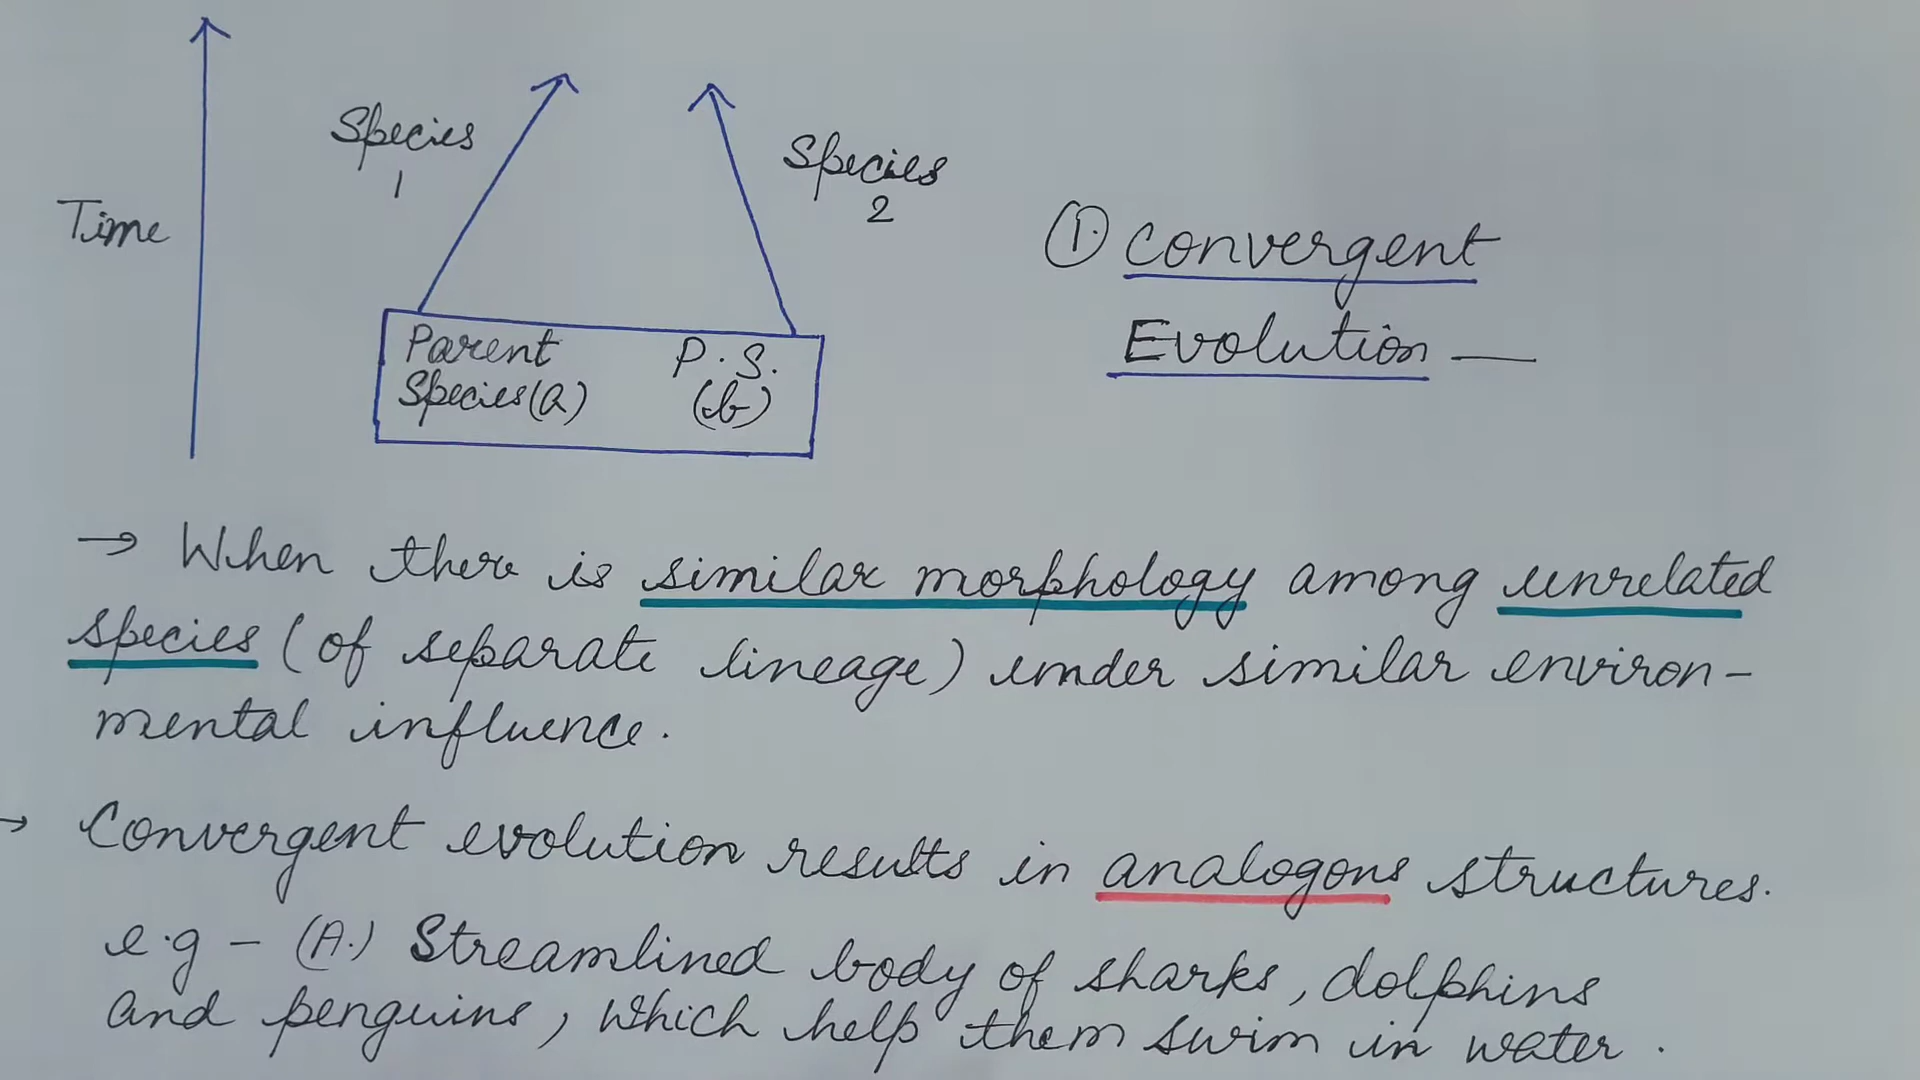 Species
1
Species
2
Time
Parent
Species(a)
P.S.
(b)
1. Convergent
Evolution —
→ When there is similar morphology among unrelated
species (of separate lineage) under similar environ-
mental influence.
→ Convergent evolution results in analogous structures.
e.g - (A.) Streamlined body of sharks, dolphins
and penguins, which help them swim in water.